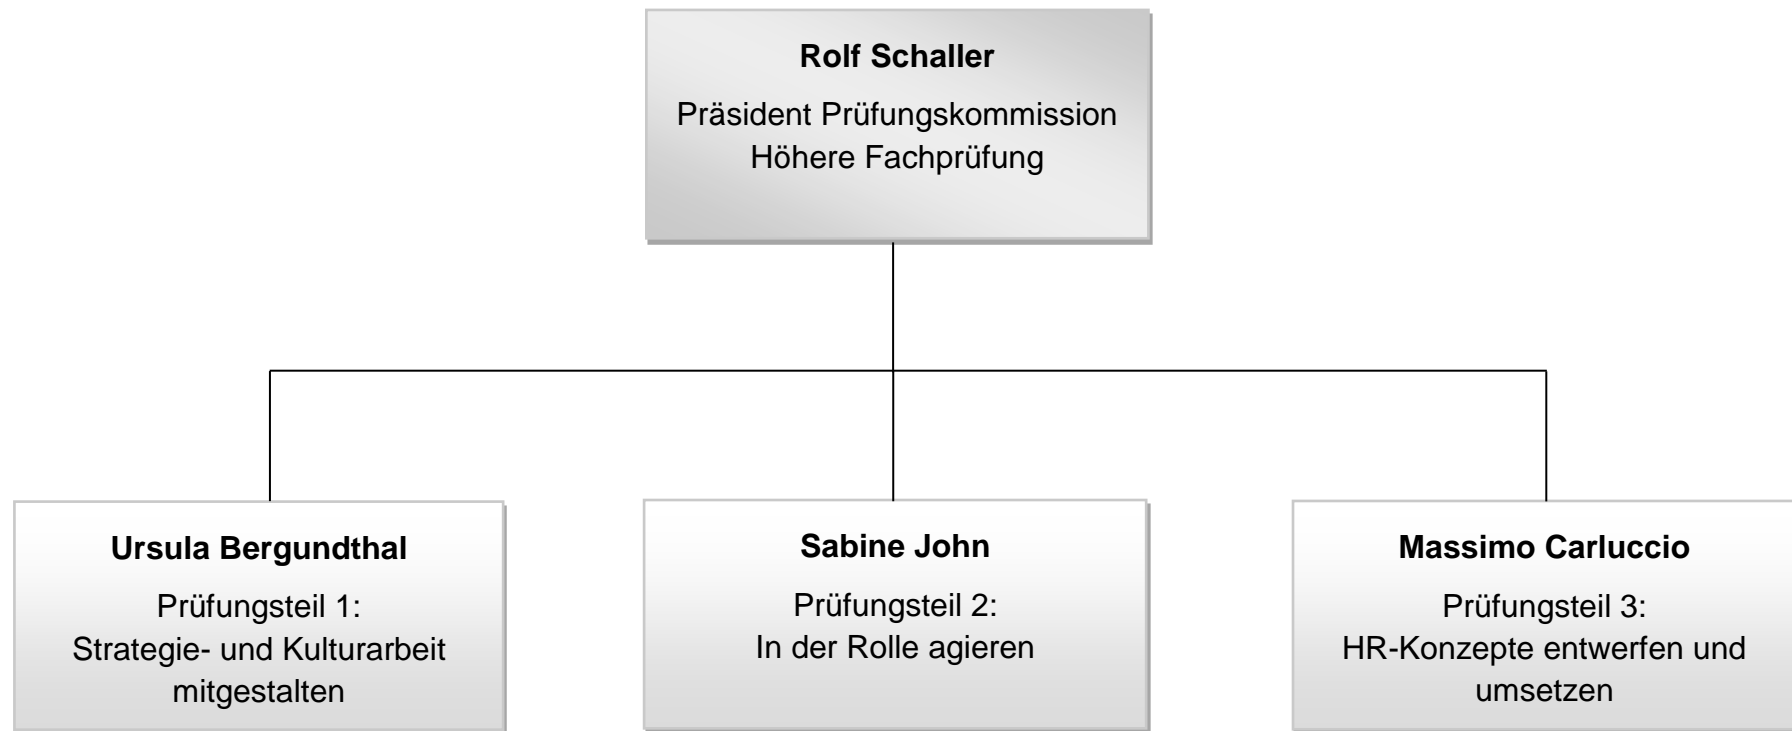 Rolf Schaller
Präsident Prüfungskommission
Höhere Fachprüfung
Ursula Bergundthal
Prüfungsteil 1:
Strategie- und Kulturarbeit
mitgestalten
Sabine John
Prüfungsteil 2:
In der Rolle agieren
Massimo Carluccio
Prüfungsteil 3:
HR-Konzepte entwerfen und
umsetzen